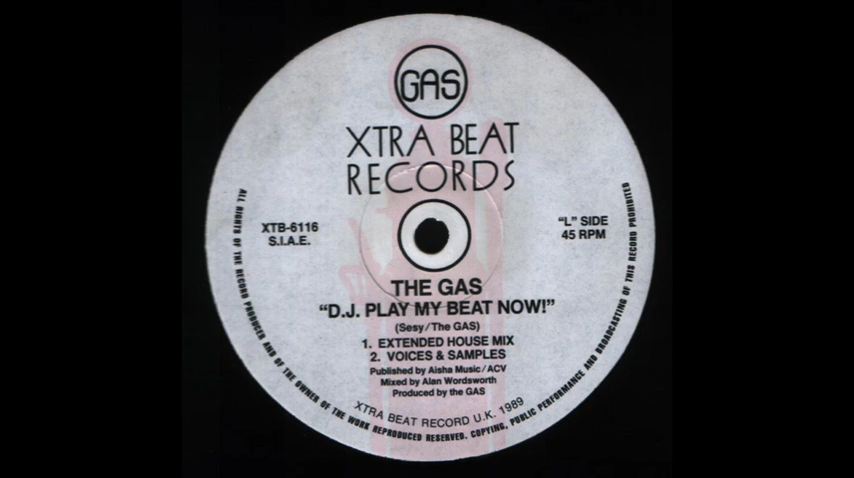 GAS
XTRA BEAT
RECORDS
XTB-6116
S.I.A.E.
"L" SIDE
45 RPM
THE GAS
"D.J. PLAY MY BEAT NOW!"
(Sesy/The GAS)
1. EXTENDED HOUSE MIX
2. VOICES & SAMPLES
Published by Aisha Music/ACV
Mixed by Alan Wordsworth
Produced by the GAS
XTRA BEAT RECORD U.K. 1989
ALL RIGHTS OF THE RECORD PRODUCER AND OF THE OWNER OF THE WORK REPRODUCED RESERVED. COPYING, PUBLIC PERFORMANCE AND BROADCASTING OF THIS RECORD PROHIBITED